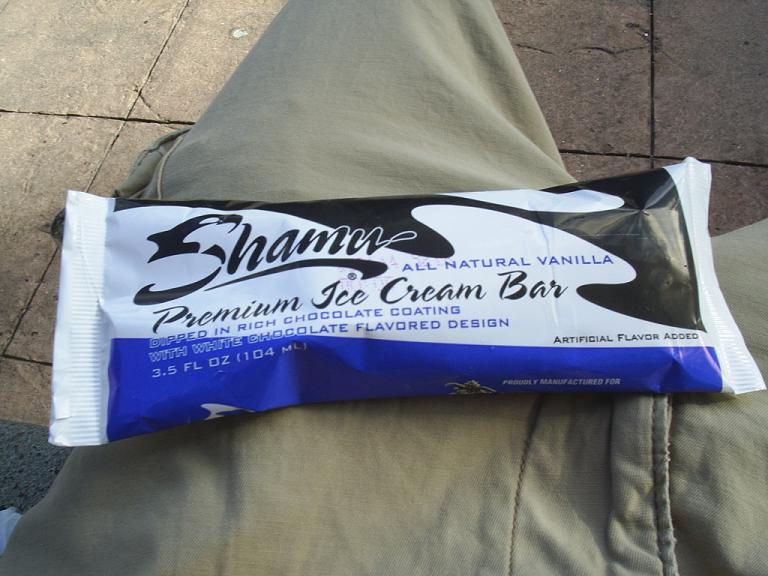 Shamu®
ALL NATURAL VANILLA
Premium Ice Cream Bar
DIPPED IN RICH CHOCOLATE COATING
WITH WHITE CHOCOLATE FLAVORED DESIGN
ARTIFICIAL FLAVOR ADDED
3.5 FL OZ (104 ML)
PROUDLY MANUFACTURED FOR